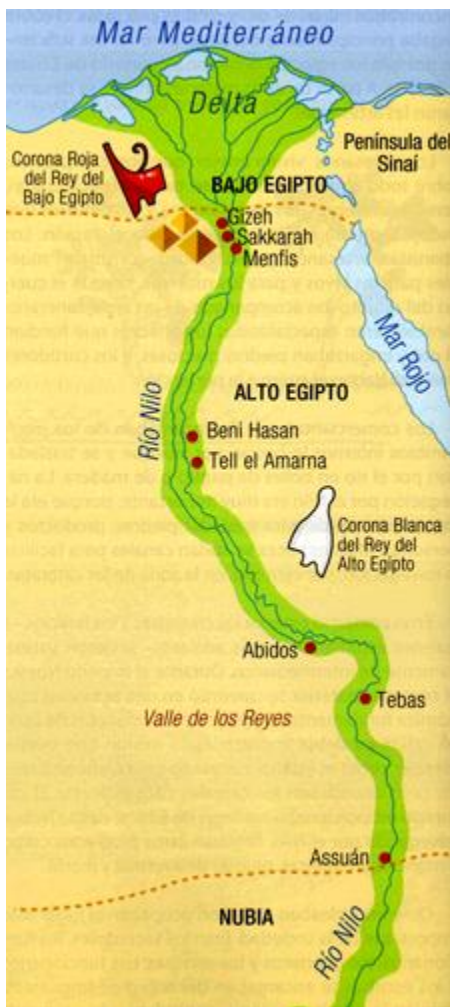 Mar Mediterráneo
Delta
Península del
Sinaí
Corona Roja
del Rey del
Bajo Egipto
BAJO EGIPTO
Gizeh
Sakkarah
Menfis
Mar Rojo
Río Nilo
ALTO EGIPTO
Beni Hasan
Tell el Amarna
Corona Blanca
del Rey del
Alto Egipto
Abidos
Tebas
Valle de los Reyes
Assuán
NUBIA
Río Nilo